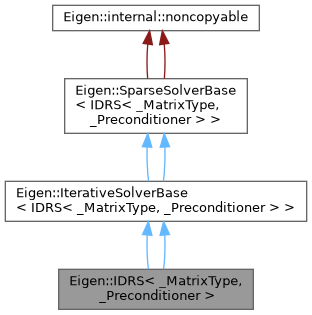 Eigen::internal::noncopyable
Eigen::SparseSolverBase
< IDRS< _MatrixType,
_Preconditioner > >
Eigen::IterativeSolverBase
< IDRS< _MatrixType, _Preconditioner > >
Eigen::IDRS< _MatrixType,
_Preconditioner >